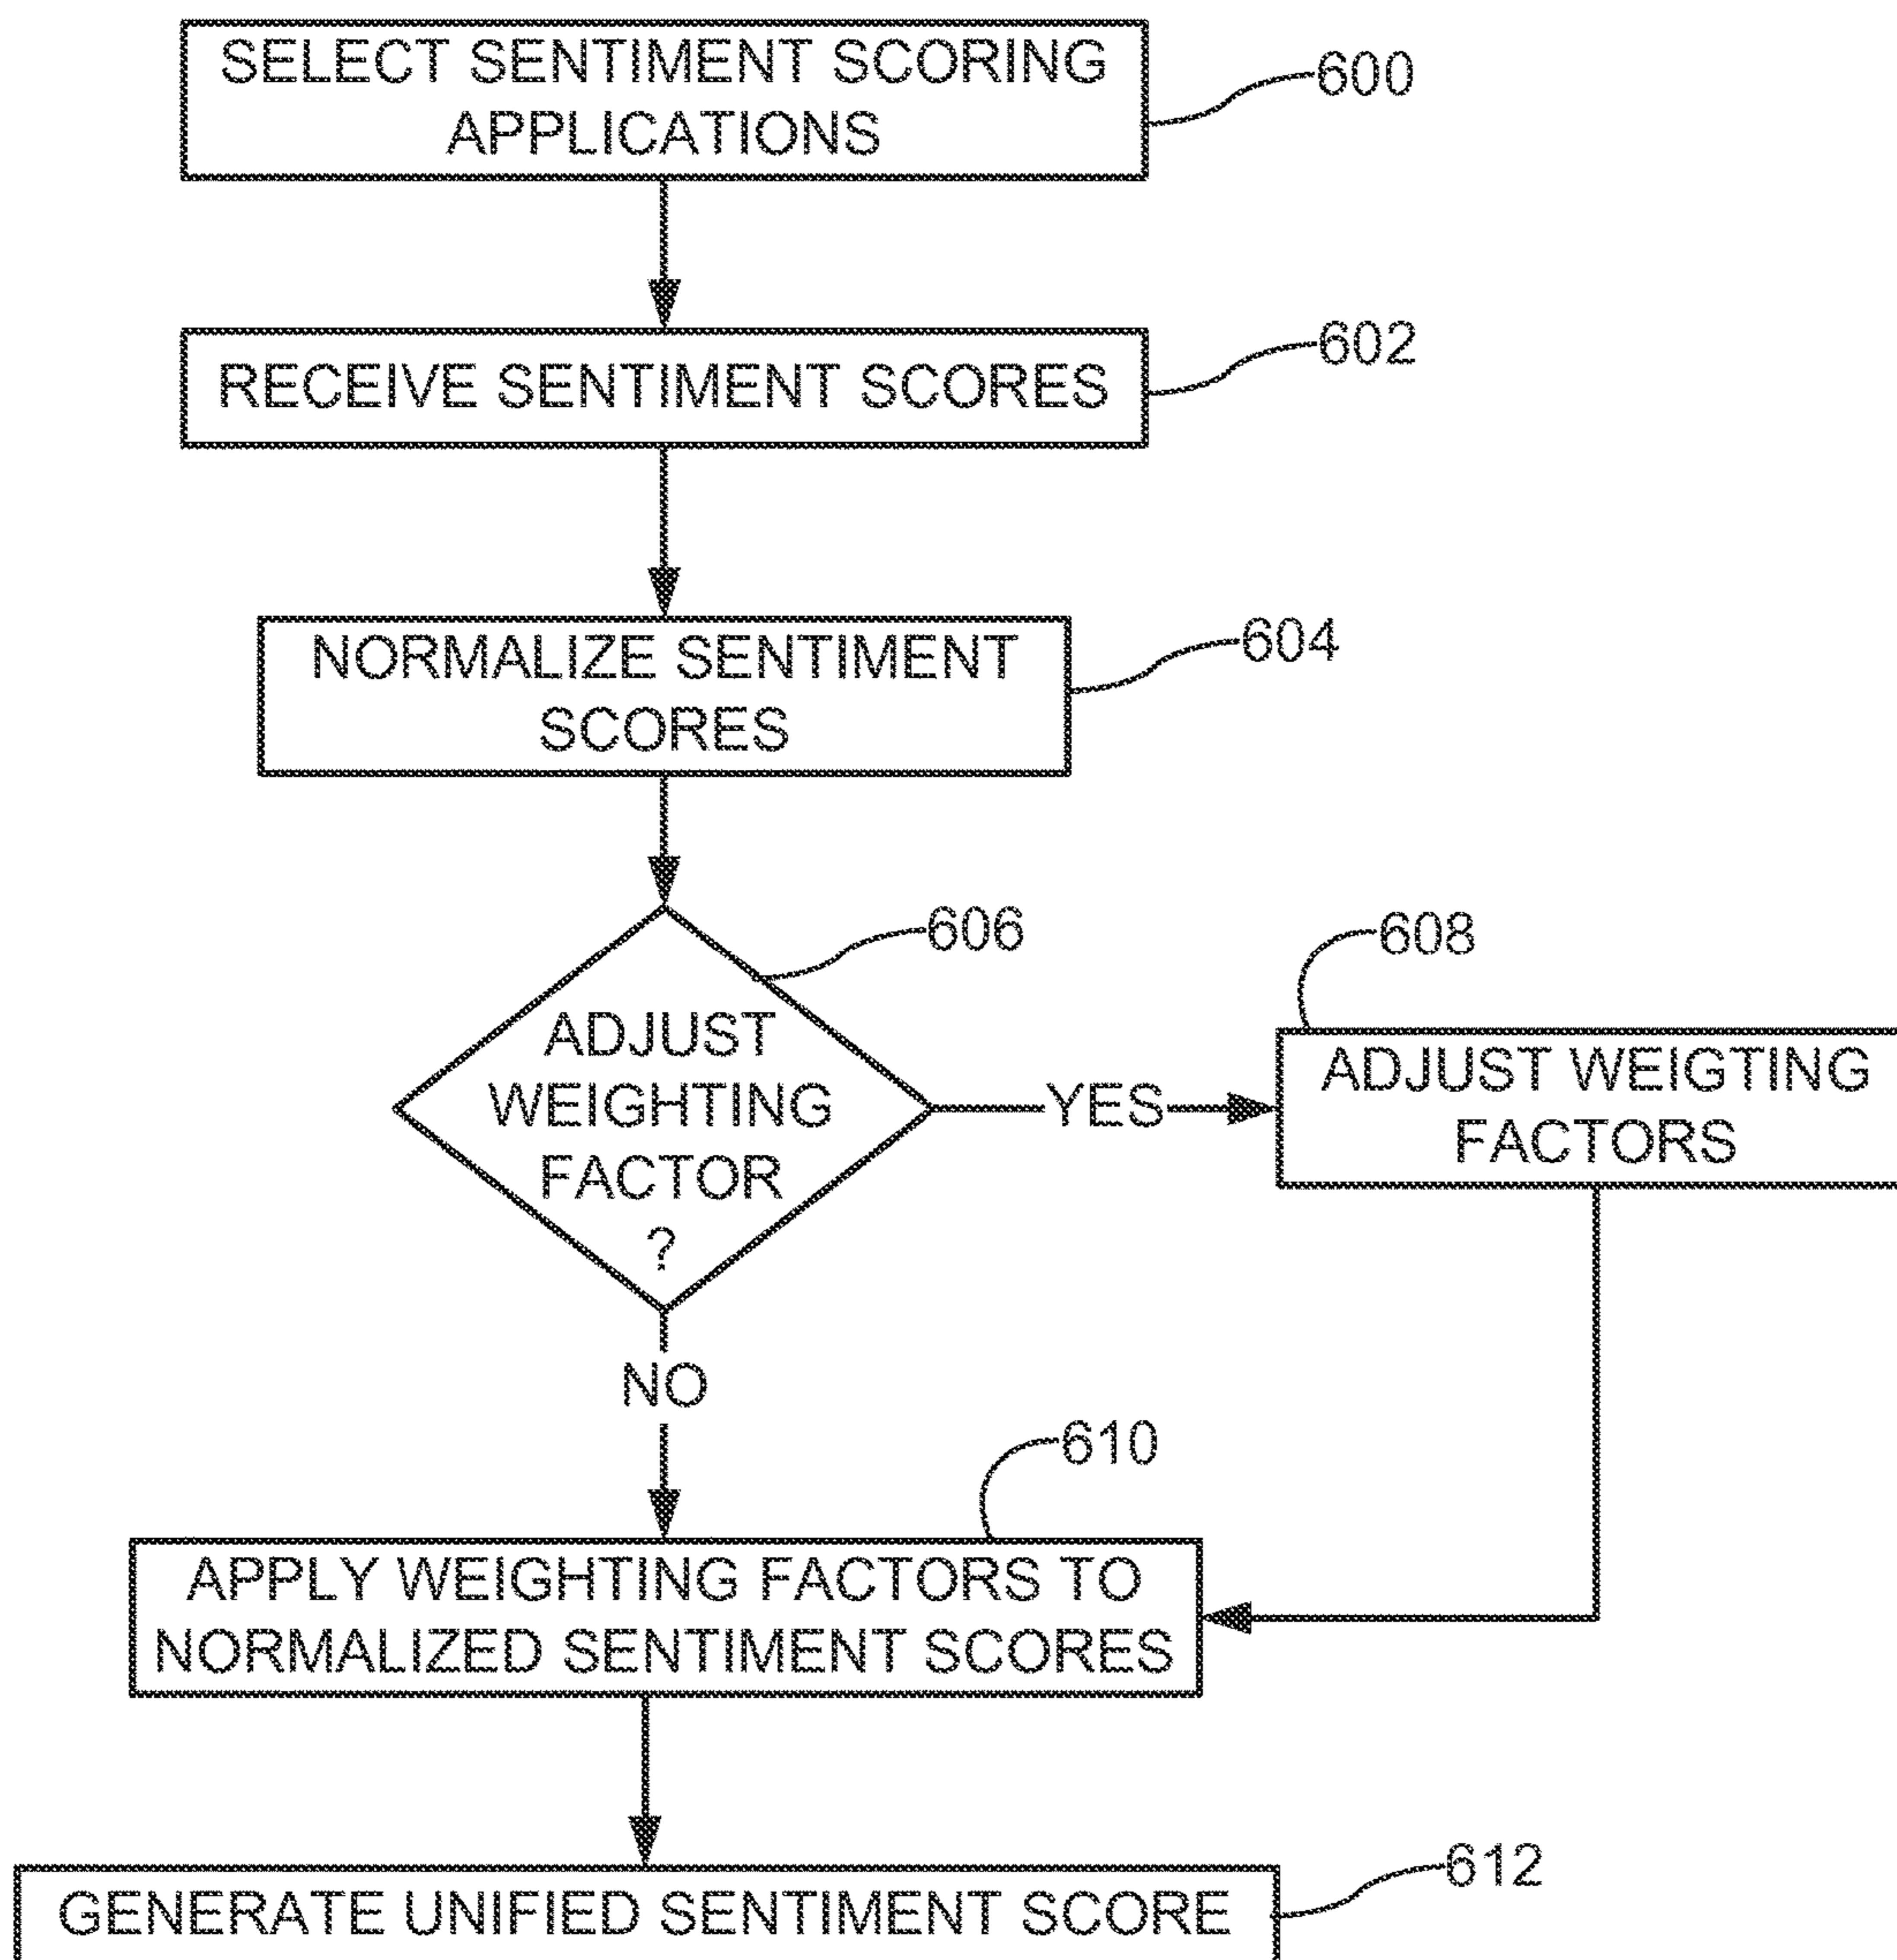 SELECT SENTIMENT SCORING
APPLICATIONS
600
RECEIVE SENTIMENT SCORES
602
NORMALIZE SENTIMENT
SCORES
604
606
ADJUST
WEIGHTING
FACTOR
?
YES
608
ADJUST WEIGTING
FACTORS
NO
610
APPLY WEIGHTING FACTORS TO
NORMALIZED SENTIMENT SCORES
612
GENERATE UNIFIED SENTIMENT SCORE